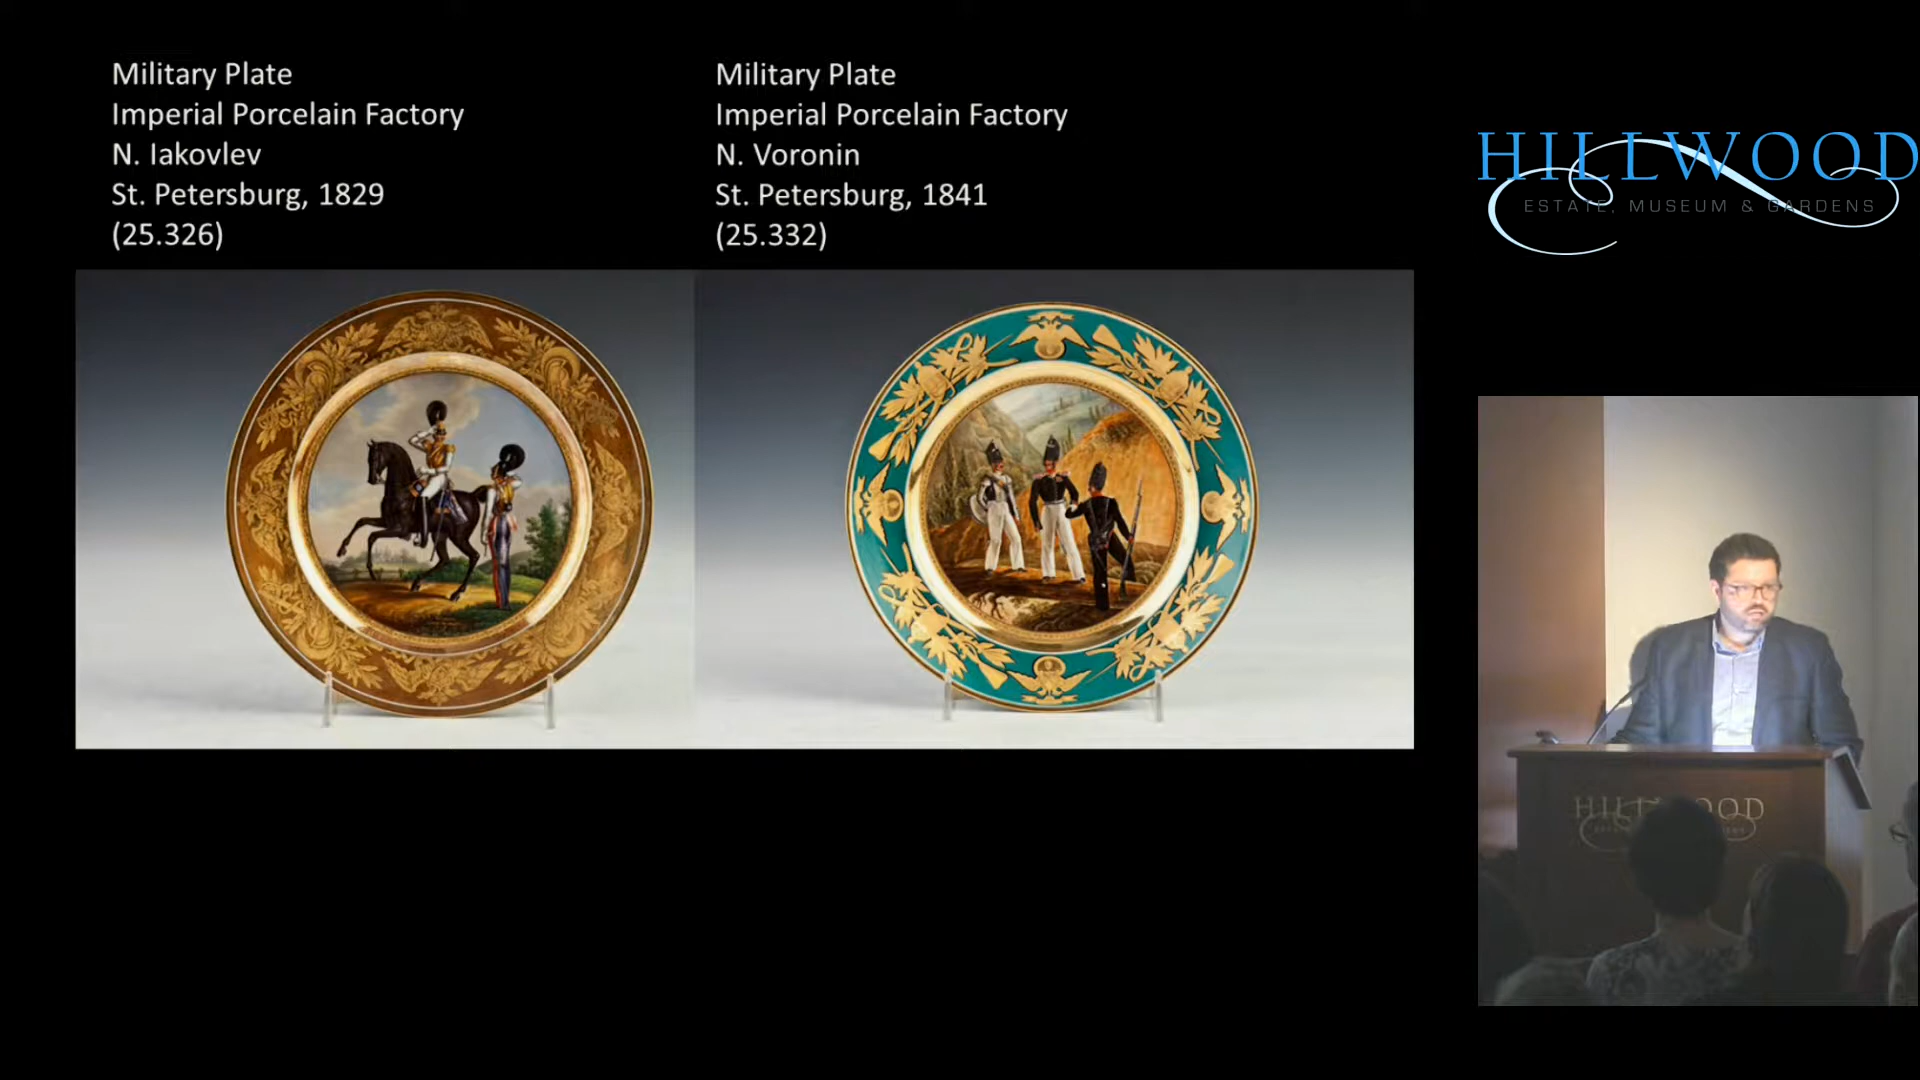 Military Plate
Imperial Porcelain Factory
N. Iakovlev
St. Petersburg, 1829
(25.326)
Military Plate
Imperial Porcelain Factory
N. Voronin
St. Petersburg, 1841
(25.332)
HILLWOOD
ESTATE, MUSEUM & GARDENS